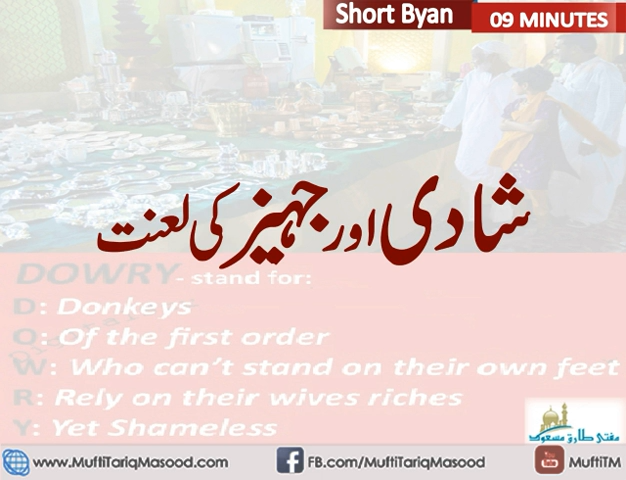 Short Byan
09 MINUTES
شادی اور جہیز کی لعنت
DOWRY - stand for:
D: Donkeys
O: Of the first order
W: Who can't stand on their own feet
R: Rely on their wives riches
Y: Yet Shameless
مفتی طارق مسعود
www.MuftiTariqMasood.com
FB.com/MuftiTariqMasood
You
MuftiTM